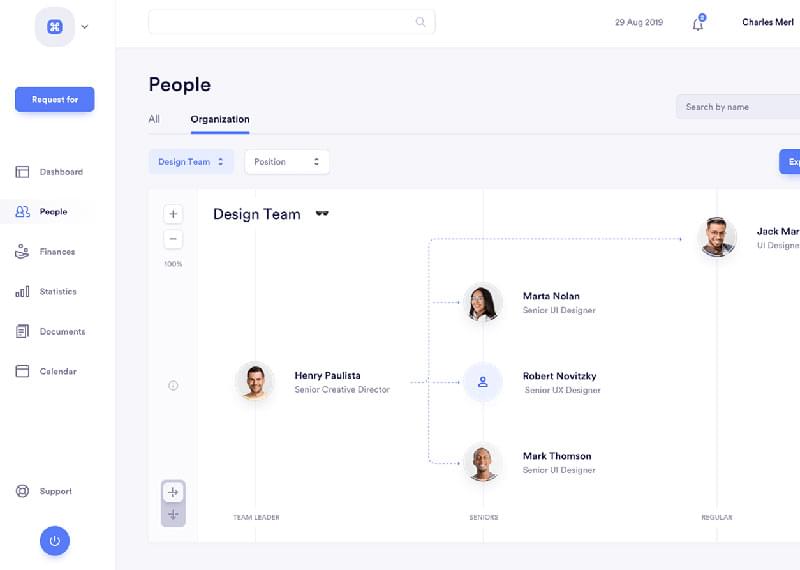 29 Aug 2019
2
Charles Merl
Request for
People
Search by name
All
Organization
Design Team
Position
Exp
Dashboard
People
Finances
Statistics
Documents
Calendar
Support
Design Team
100%
Jack Mar
UI Designe
Marta Nolan
Senior UI Designer
Henry Paulista
Senior Creative Director
Robert Novitzky
Senior UX Designer
Mark Thomson
Senior UI Designer
TEAM LEADER
SENIORS
REGULAR